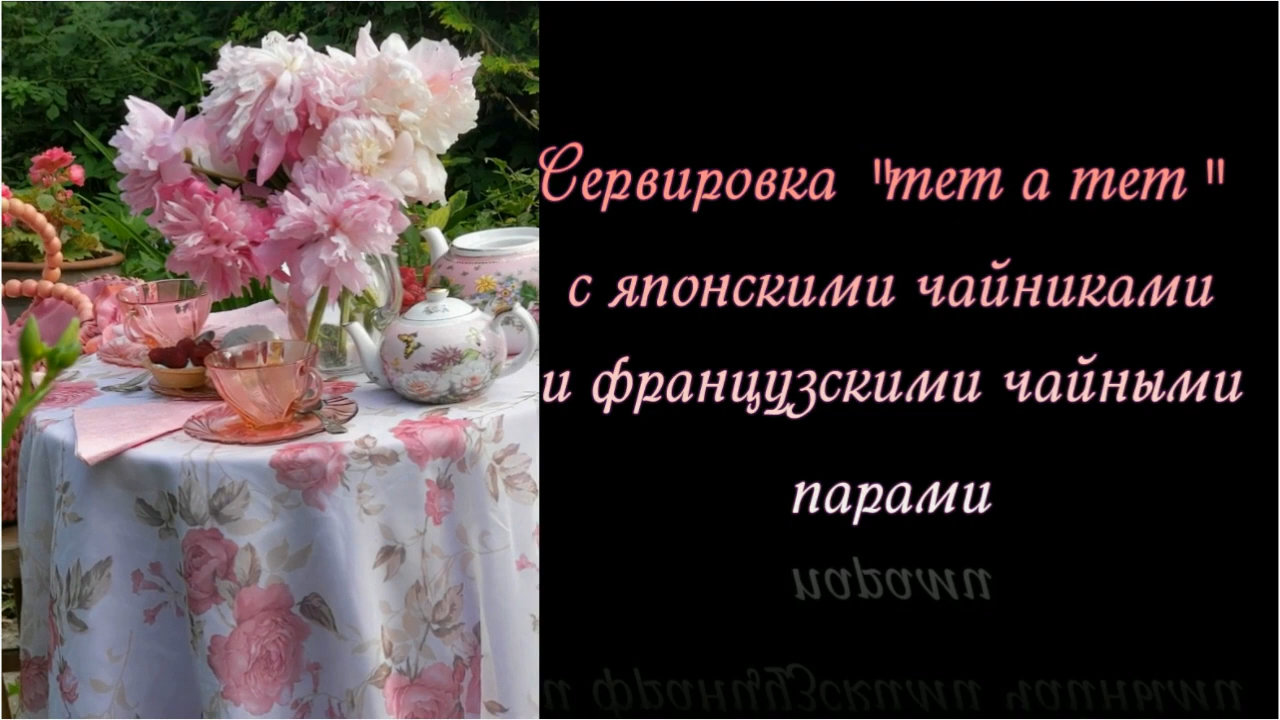 Сервировка "тет а тет"
с японскими чайниками
и французскими чайными
парами